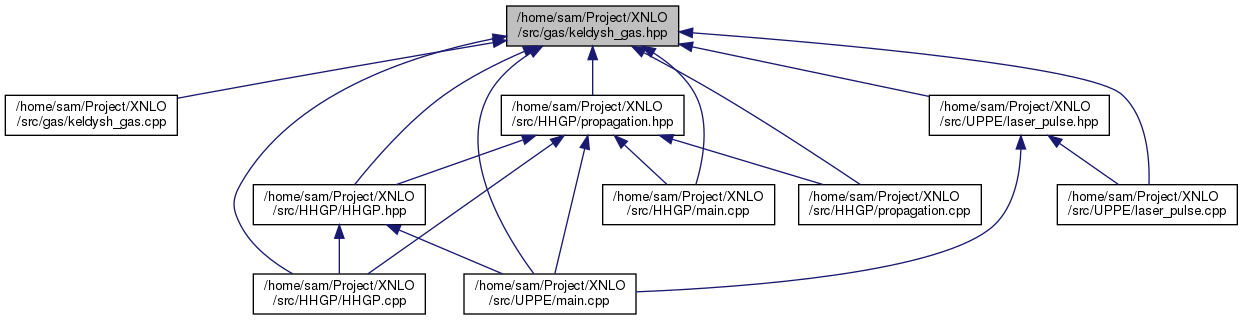 /home/sam/Project/XNLO
/src/gas/keldysh_gas.hpp
/home/sam/Project/XNLO
/src/gas/keldysh_gas.cpp
/home/sam/Project/XNLO
/src/HHGP/propagation.hpp
/home/sam/Project/XNLO
/src/UPPE/laser_pulse.hpp
/home/sam/Project/XNLO
/src/HHGP/HHGP.hpp
/home/sam/Project/XNLO
/src/HHGP/main.cpp
/home/sam/Project/XNLO
/src/HHGP/propagation.cpp
/home/sam/Project/XNLO
/src/UPPE/laser_pulse.cpp
/home/sam/Project/XNLO
/src/HHGP/HHGP.cpp
/home/sam/Project/XNLO
/src/UPPE/main.cpp